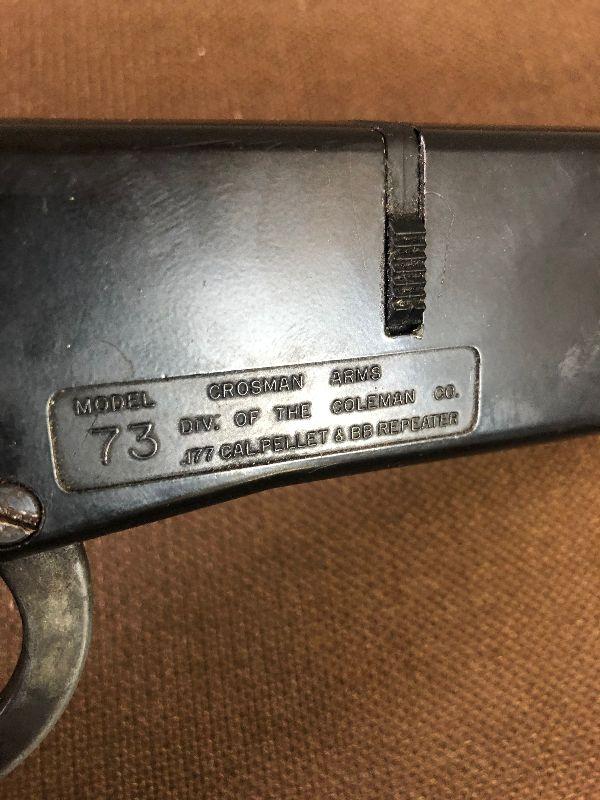 MODEL 73
CROSMAN ARMS
DIV. OF THE COLEMAN CO.
.177 CAL.PELLET & BB REPEATER